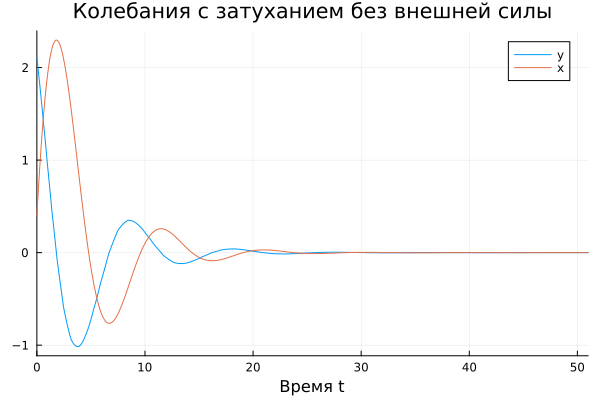 Колебания с затуханием без внешней силы
y
x
2
1
0
−1
0 10 20 30 40 50
Время t